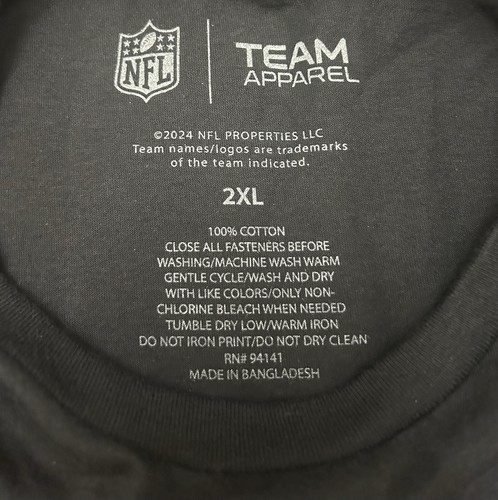 NFL
TEAM
APPAREL
©2024 NFL PROPERTIES LLC
Team names/logos are trademarks
of the team indicated.
2XL
100% COTTON
CLOSE ALL FASTENERS BEFORE
WASHING/MACHINE WASH WARM
GENTLE CYCLE/WASH AND DRY
WITH LIKE COLORS/ONLY NON-
CHLORINE BLEACH WHEN NEEDED
TUMBLE DRY LOW/WARM IRON
DO NOT IRON PRINT/DO NOT DRY CLEAN
RN# 94141
MADE IN BANGLADESH